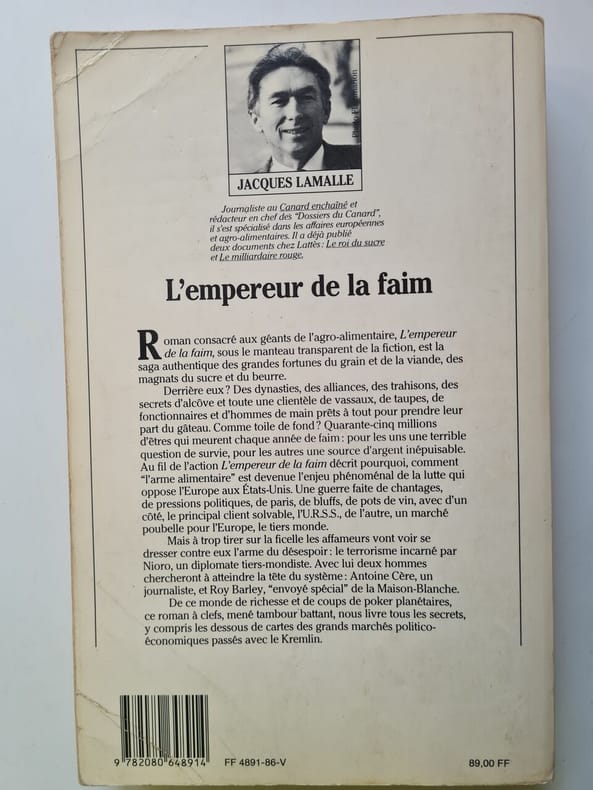 Photo Flammarion
JACQUES LAMALLE
Journaliste au Canard enchaîné et
rédacteur en chef des "Dossiers du Canard",
il s'est spécialisé dans les affaires européennes
et agro-alimentaires. Il a déjà publié
deux documents chez Lattès: Le roi du sucre
et Le milliardaire rouge.
L'empereur de la faim
Roman consacré aux géants de l'agro-alimentaire, L'empereur
de la faim, sous le manteau transparent de la fiction, est la
saga authentique des grandes fortunes du grain et de la viande, des
magnats du sucre et du beurre.
Derrière eux? Des dynasties, des alliances, des trahisons, des
secrets d'alcôve et toute une clientèle de vassaux, de taupes, de
fonctionnaires et d'hommes de main prêts à tout pour prendre leur
part du gâteau. Comme toile de fond? Quarante-cinq millions
d'êtres qui meurent chaque année de faim: pour les uns une terrible
question de survie, pour les autres une source d'argent inépuisable.
Au fil de l'action L'empereur de la faim décrit pourquoi, comment
"l'arme alimentaire" est devenue l'enjeu phénoménal de la lutte qui
oppose l'Europe aux États-Unis. Une guerre faite de chantages,
de pressions politiques, de paris, de bluffs, de pots de vin, avec d'un
côté, le principal client solvable, l'U.R.S.S., de l'autre, un marché
poubelle pour l'Europe, le tiers monde.
Mais à trop tirer sur la ficelle les affameurs vont voir se
dresser contre eux l'arme du désespoir: le terrorisme incarné par
Nioro, un diplomate tiers-mondiste. Avec lui deux hommes
chercheront à atteindre la tête du système: Antoine Cère, un
journaliste, et Roy Barley, "envoyé spécial" de la Maison-Blanche.
De ce monde de richesse et de coups de poker planétaires,
ce roman à clefs, mené tambour battant, nous livre tous les secrets,
y compris les dessous de cartes des grands marchés politico-
économiques passés avec le Kremlin.
9 782080 648914 FF 4891-86-V 89,00 FF